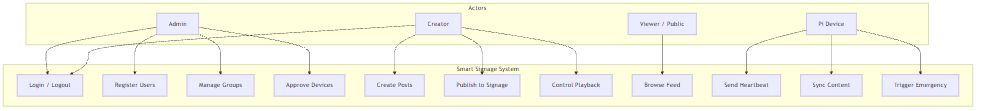 Actors
Admin
Creator
Viewer / Public
Pi Device
Smart Signage System
Login / Logout
Register Users
Manage Groups
Approve Devices
Create Posts
Publish to Signage
Control Playback
Browse Feed
Send Heartbeat
Sync Content
Trigger Emergency